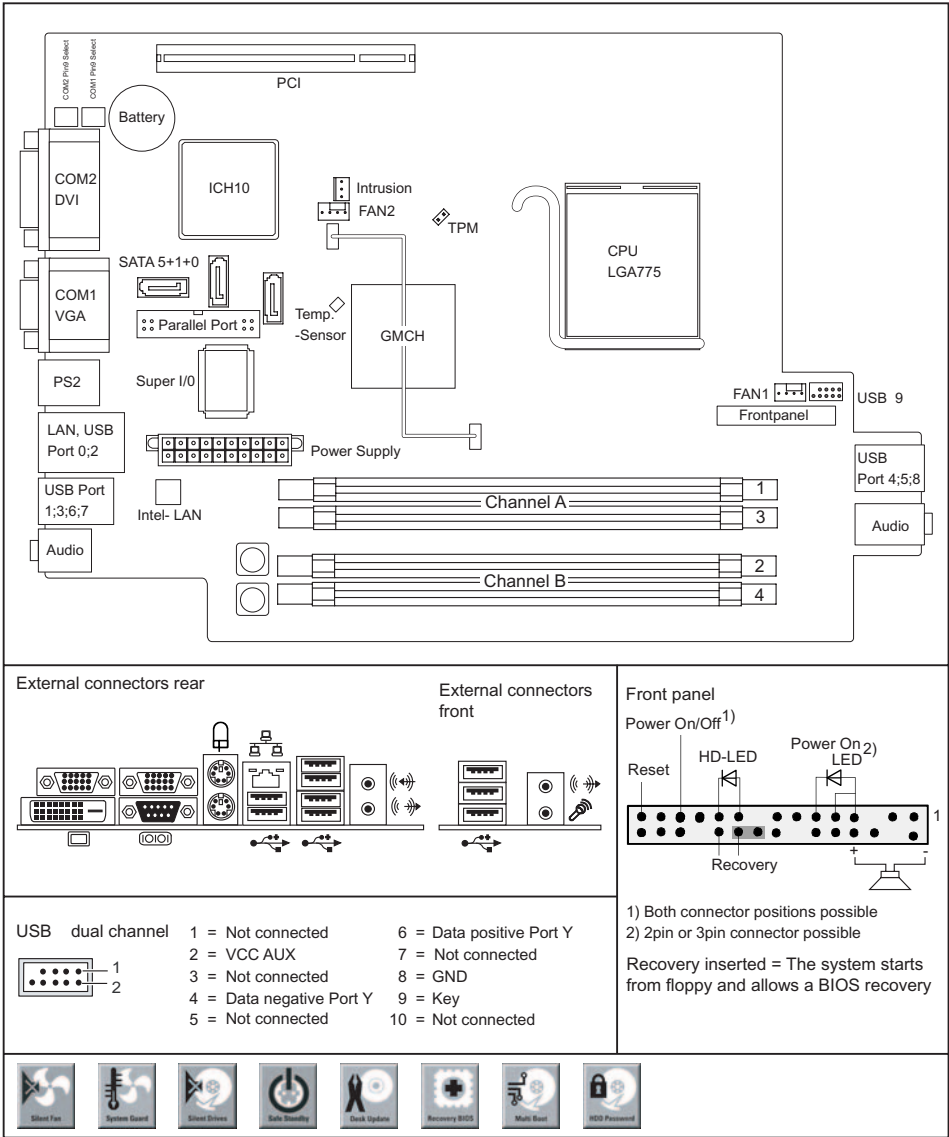 COM2 Pin9 Select
COM1 Pin9 Select
PCI
Battery
COM2
DVI
ICH10
Intrusion
FAN2
TPM
CPU
LGA775
SATA 5+1+0
COM1
VGA
Parallel Port
Temp.
-Sensor
GMCH
PS2
Super I/0
FAN1
USB 9
Frontpanel
LAN, USB
Port 0;2
Power Supply
USB
Port 4;5;8
USB Port
1;3;6;7
Intel- LAN
Channel A
1
3
Audio
Audio
Channel B
2
4
External connectors rear
External connectors
front
Front panel
Power On/Off1)
Reset
HD-LED
Power On
LED2)
1
Recovery
+
-
1) Both connector positions possible
2) 2pin or 3pin connector possible
Recovery inserted = The system starts
from floppy and allows a BIOS recovery
USB dual channel
1
2
1 = Not connected
2 = VCC AUX
3 = Not connected
4 = Data negative Port Y
5 = Not connected
6 = Data positive Port Y
7 = Not connected
8 = GND
9 = Key
10 = Not connected
Silent Fan
System Guard
Silent Drives
Safe Standby
Desk Update
Recovery BIOS
Multi Boot
HDD Password